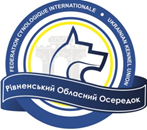 FEDERATION CYNOLOGIQUE INTERNATIONALE • UKRAINIAN KENNEL UNION
Рівненський Обласний Осередок